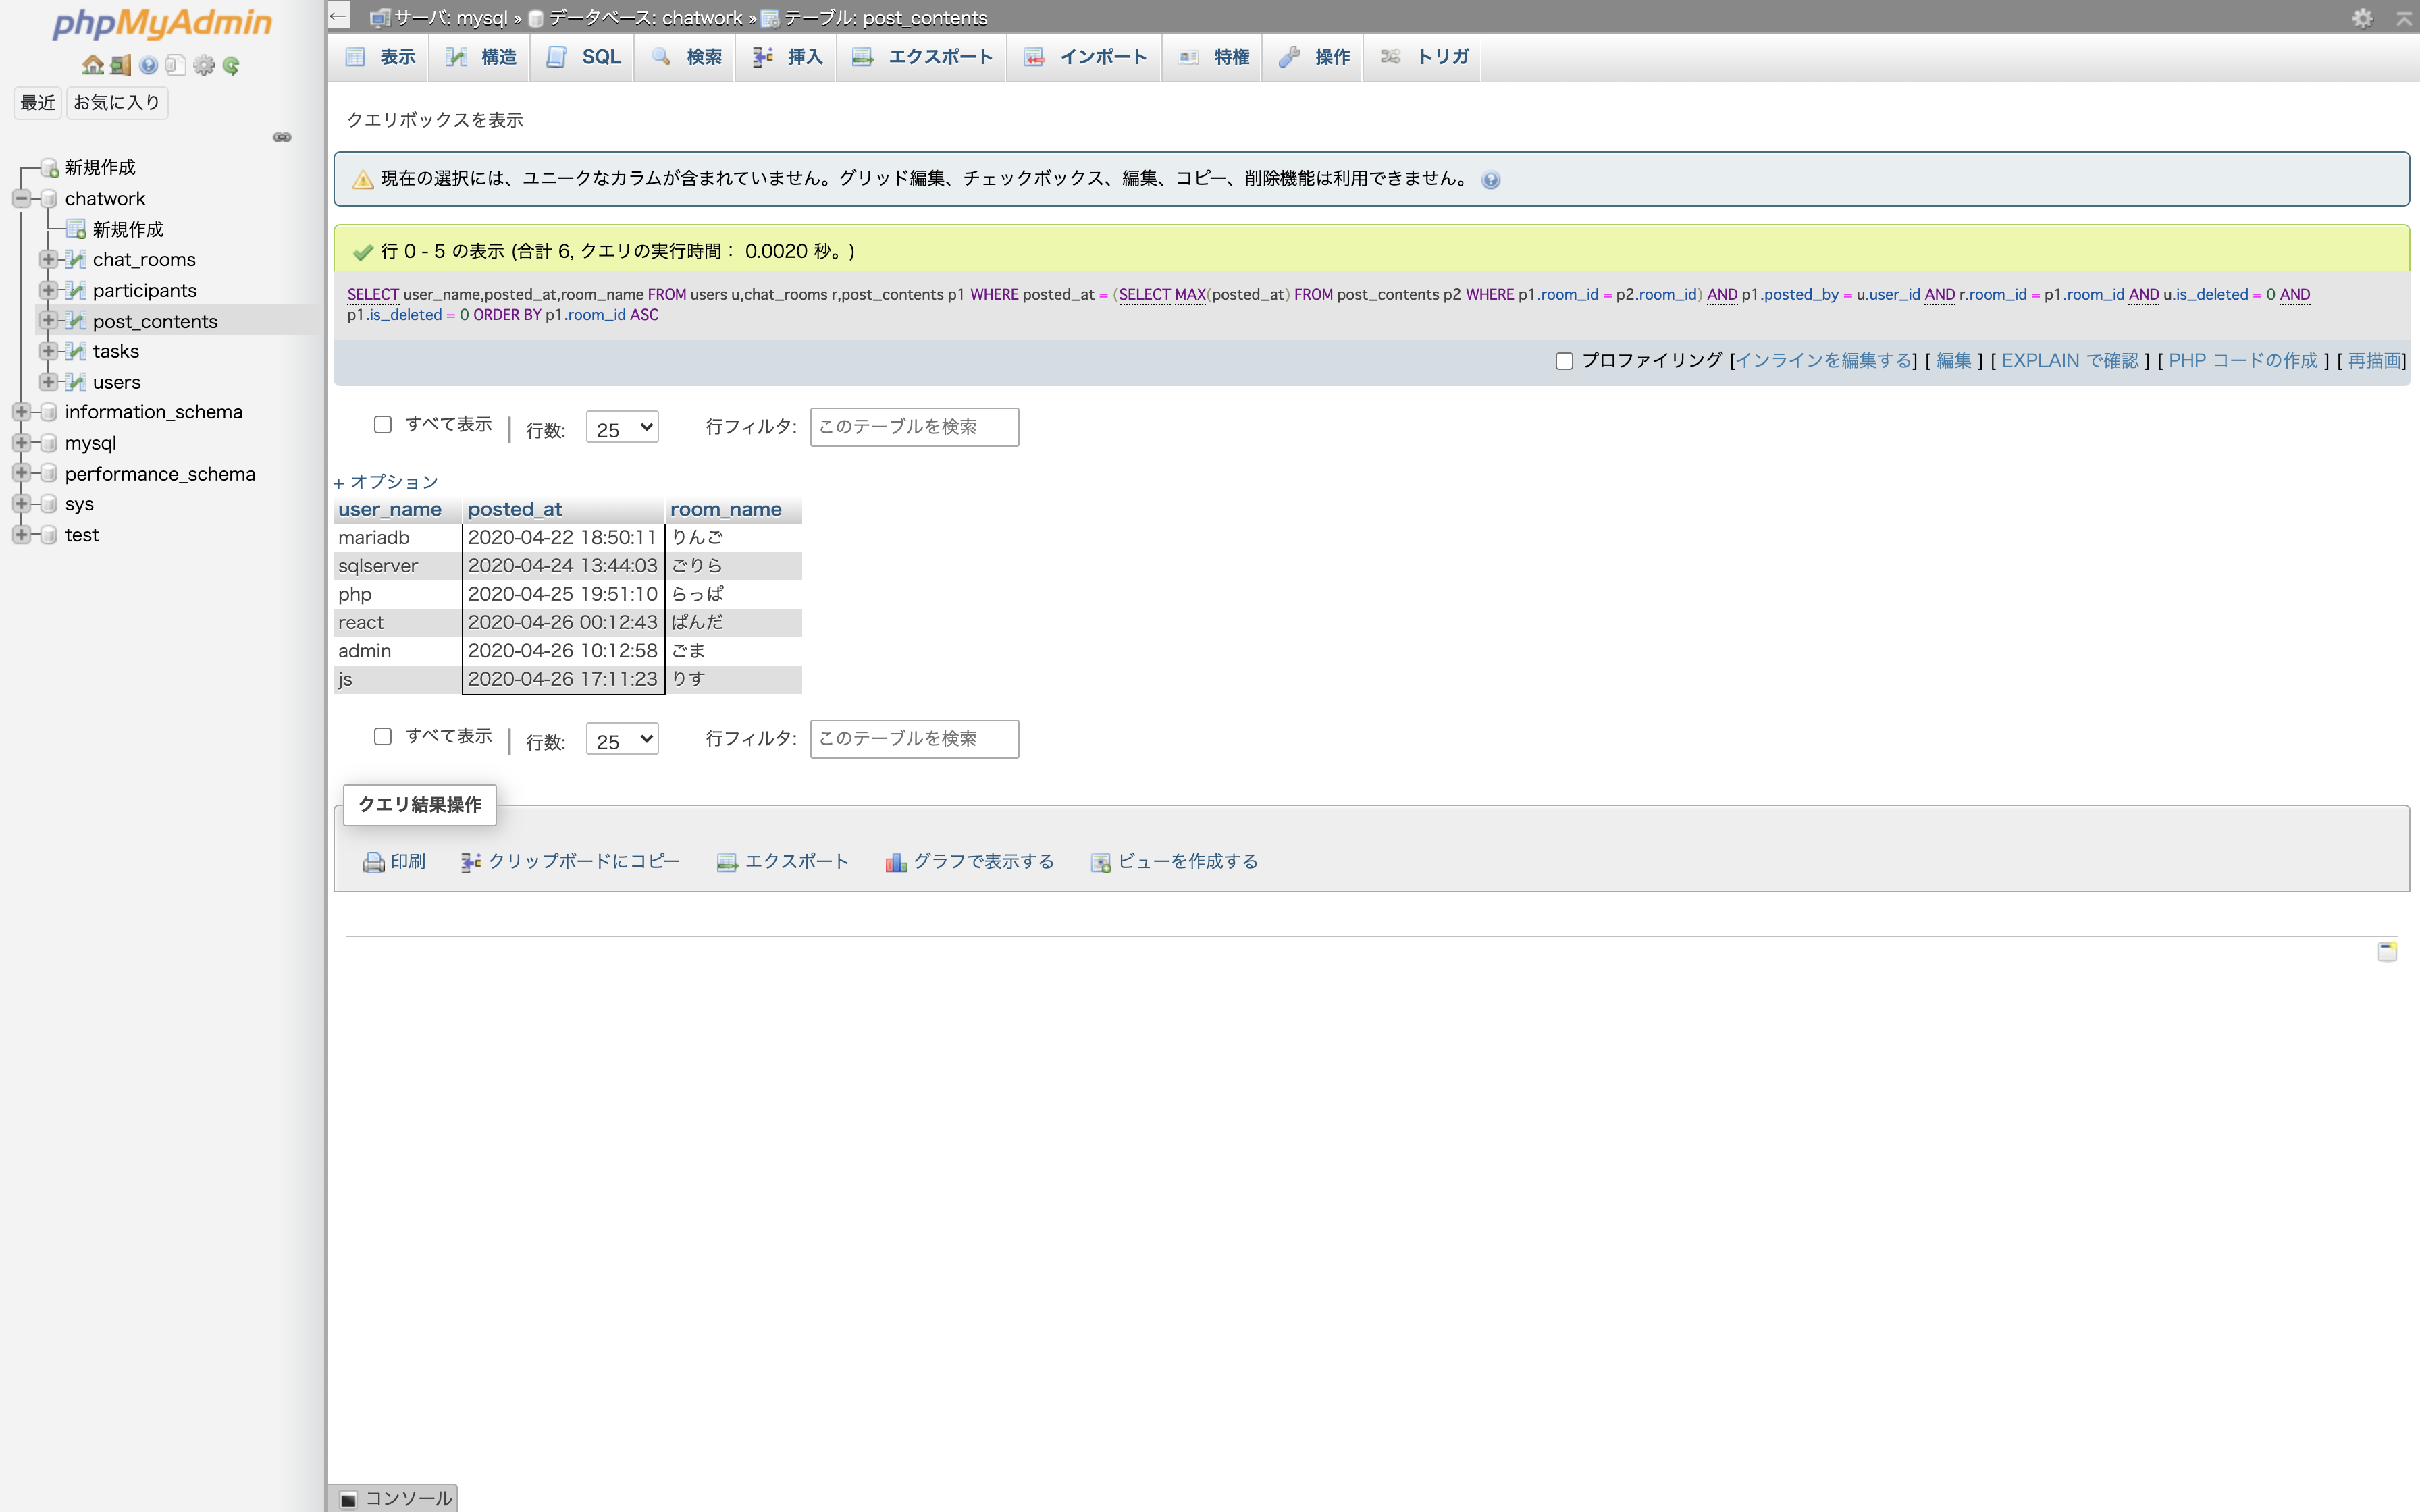 phpMyAdmin
最近 お気に入り
新規作成
chatwork
新規作成
chat_rooms
participants
post_contents
tasks
users
information_schema
mysql
performance_schema
sys
test
← サーバ: mysql » データベース: chatwork » テーブル: post_contents
表示 構造 SQL 検索 挿入 エクスポート インポート 特権 操作 トリガ
クエリボックスを表示
現在の選択には、ユニークなカラムが含まれていません。グリッド編集、チェックボックス、編集、コピー、削除機能は利用できません。
行 0 - 5 の表示 (合計 6, クエリの実行時間： 0.0020 秒。)
SELECT user_name,posted_at,room_name FROM users u,chat_rooms r,post_contents p1 WHERE posted_at = (SELECT MAX(posted_at) FROM post_contents p2 WHERE p1.room_id = p2.room_id) AND p1.posted_by = u.user_id AND r.room_id = p1.room_id AND u.is_deleted = 0 AND
p1.is_deleted = 0 ORDER BY p1.room_id ASC
プロファイリング [インラインを編集する] [ 編集 ] [ EXPLAIN で確認 ] [ PHP コードの作成 ] [ 再描画]
すべて表示 | 行数: 25 行フィルタ: このテーブルを検索
+ オプション
user_name posted_at room_name
mariadb 2020-04-22 18:50:11 りんご
sqlserver 2020-04-24 13:44:03 ごりら
php 2020-04-25 19:51:10 らっぱ
react 2020-04-26 00:12:43 ぱんだ
admin 2020-04-26 10:12:58 ごま
js 2020-04-26 17:11:23 りす
すべて表示 | 行数: 25 行フィルタ: このテーブルを検索
クエリ結果操作
印刷 クリップボードにコピー エクスポート グラフで表示する ビューを作成する
コンソール